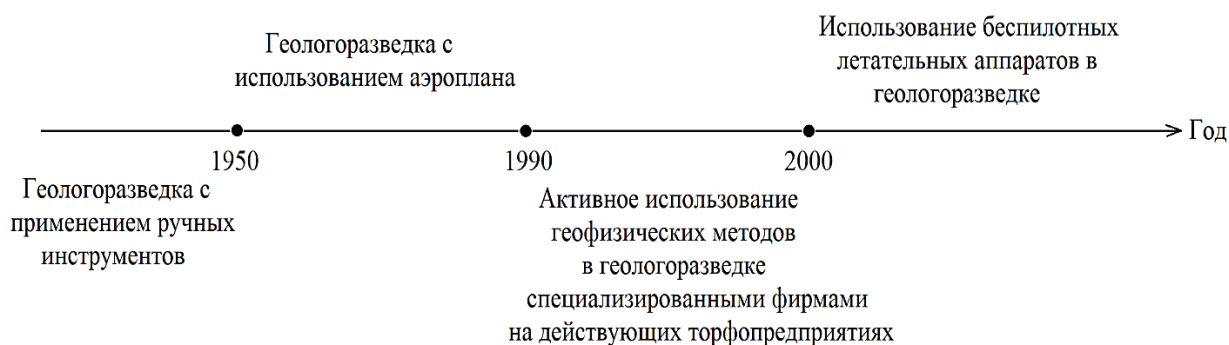 Геологоразведка с
использованием аэроплана
Использование беспилотных
летательных аппаратов в
геологоразведке
Год
1950
1990
2000
Геологоразведка с
применением ручных
инструментов
Активное использование
геофизических методов
в геологоразведке
специализированными фирмами
на действующих торфопредприятиях